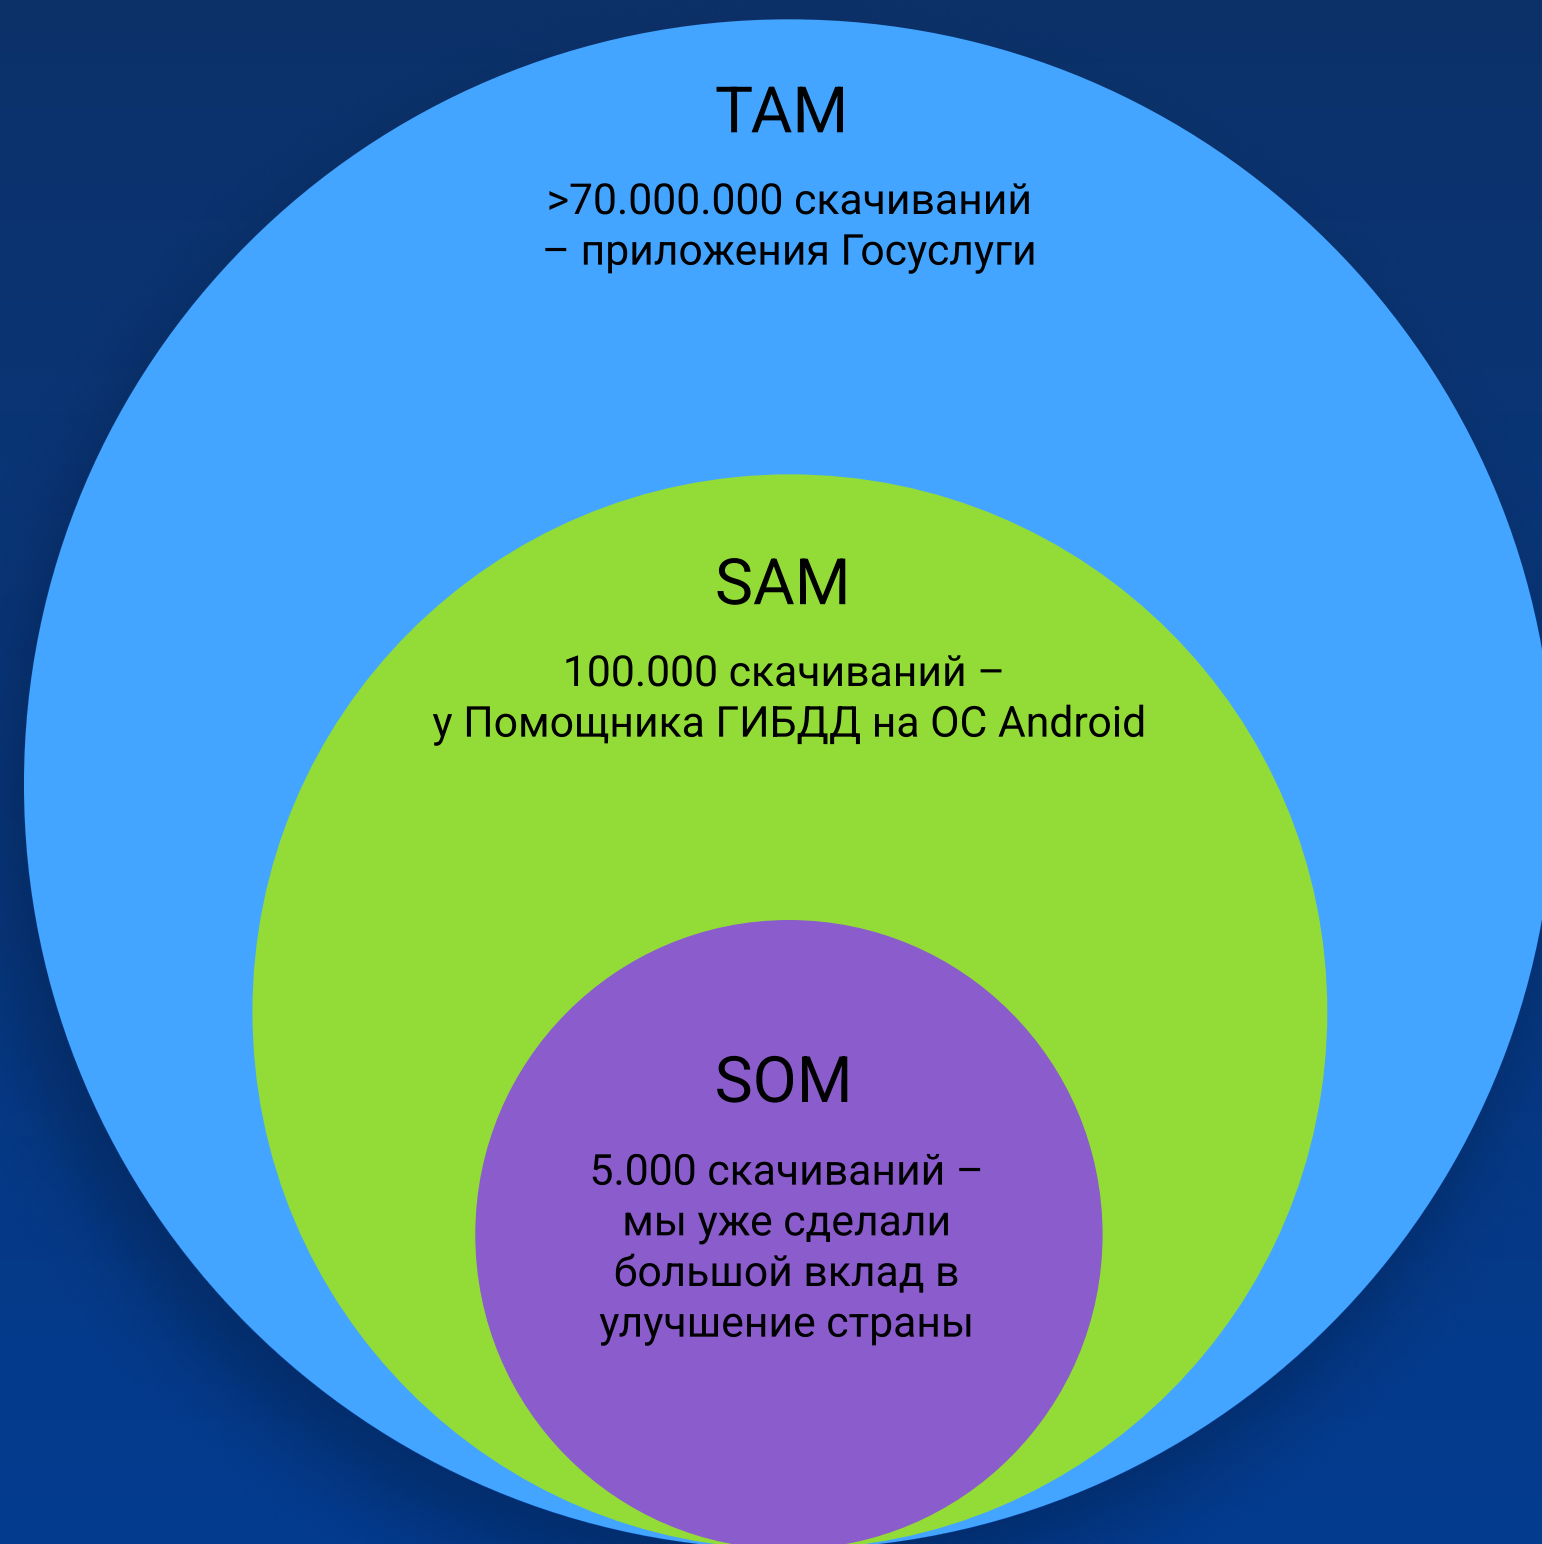 TAM
>70.000.000 скачиваний
– приложения Госуслуги
SAM
100.000 скачиваний –
у Помощника ГИБДД на ОС Android
SOM
5.000 скачиваний –
мы уже сделали
большой вклад в
улучшение страны